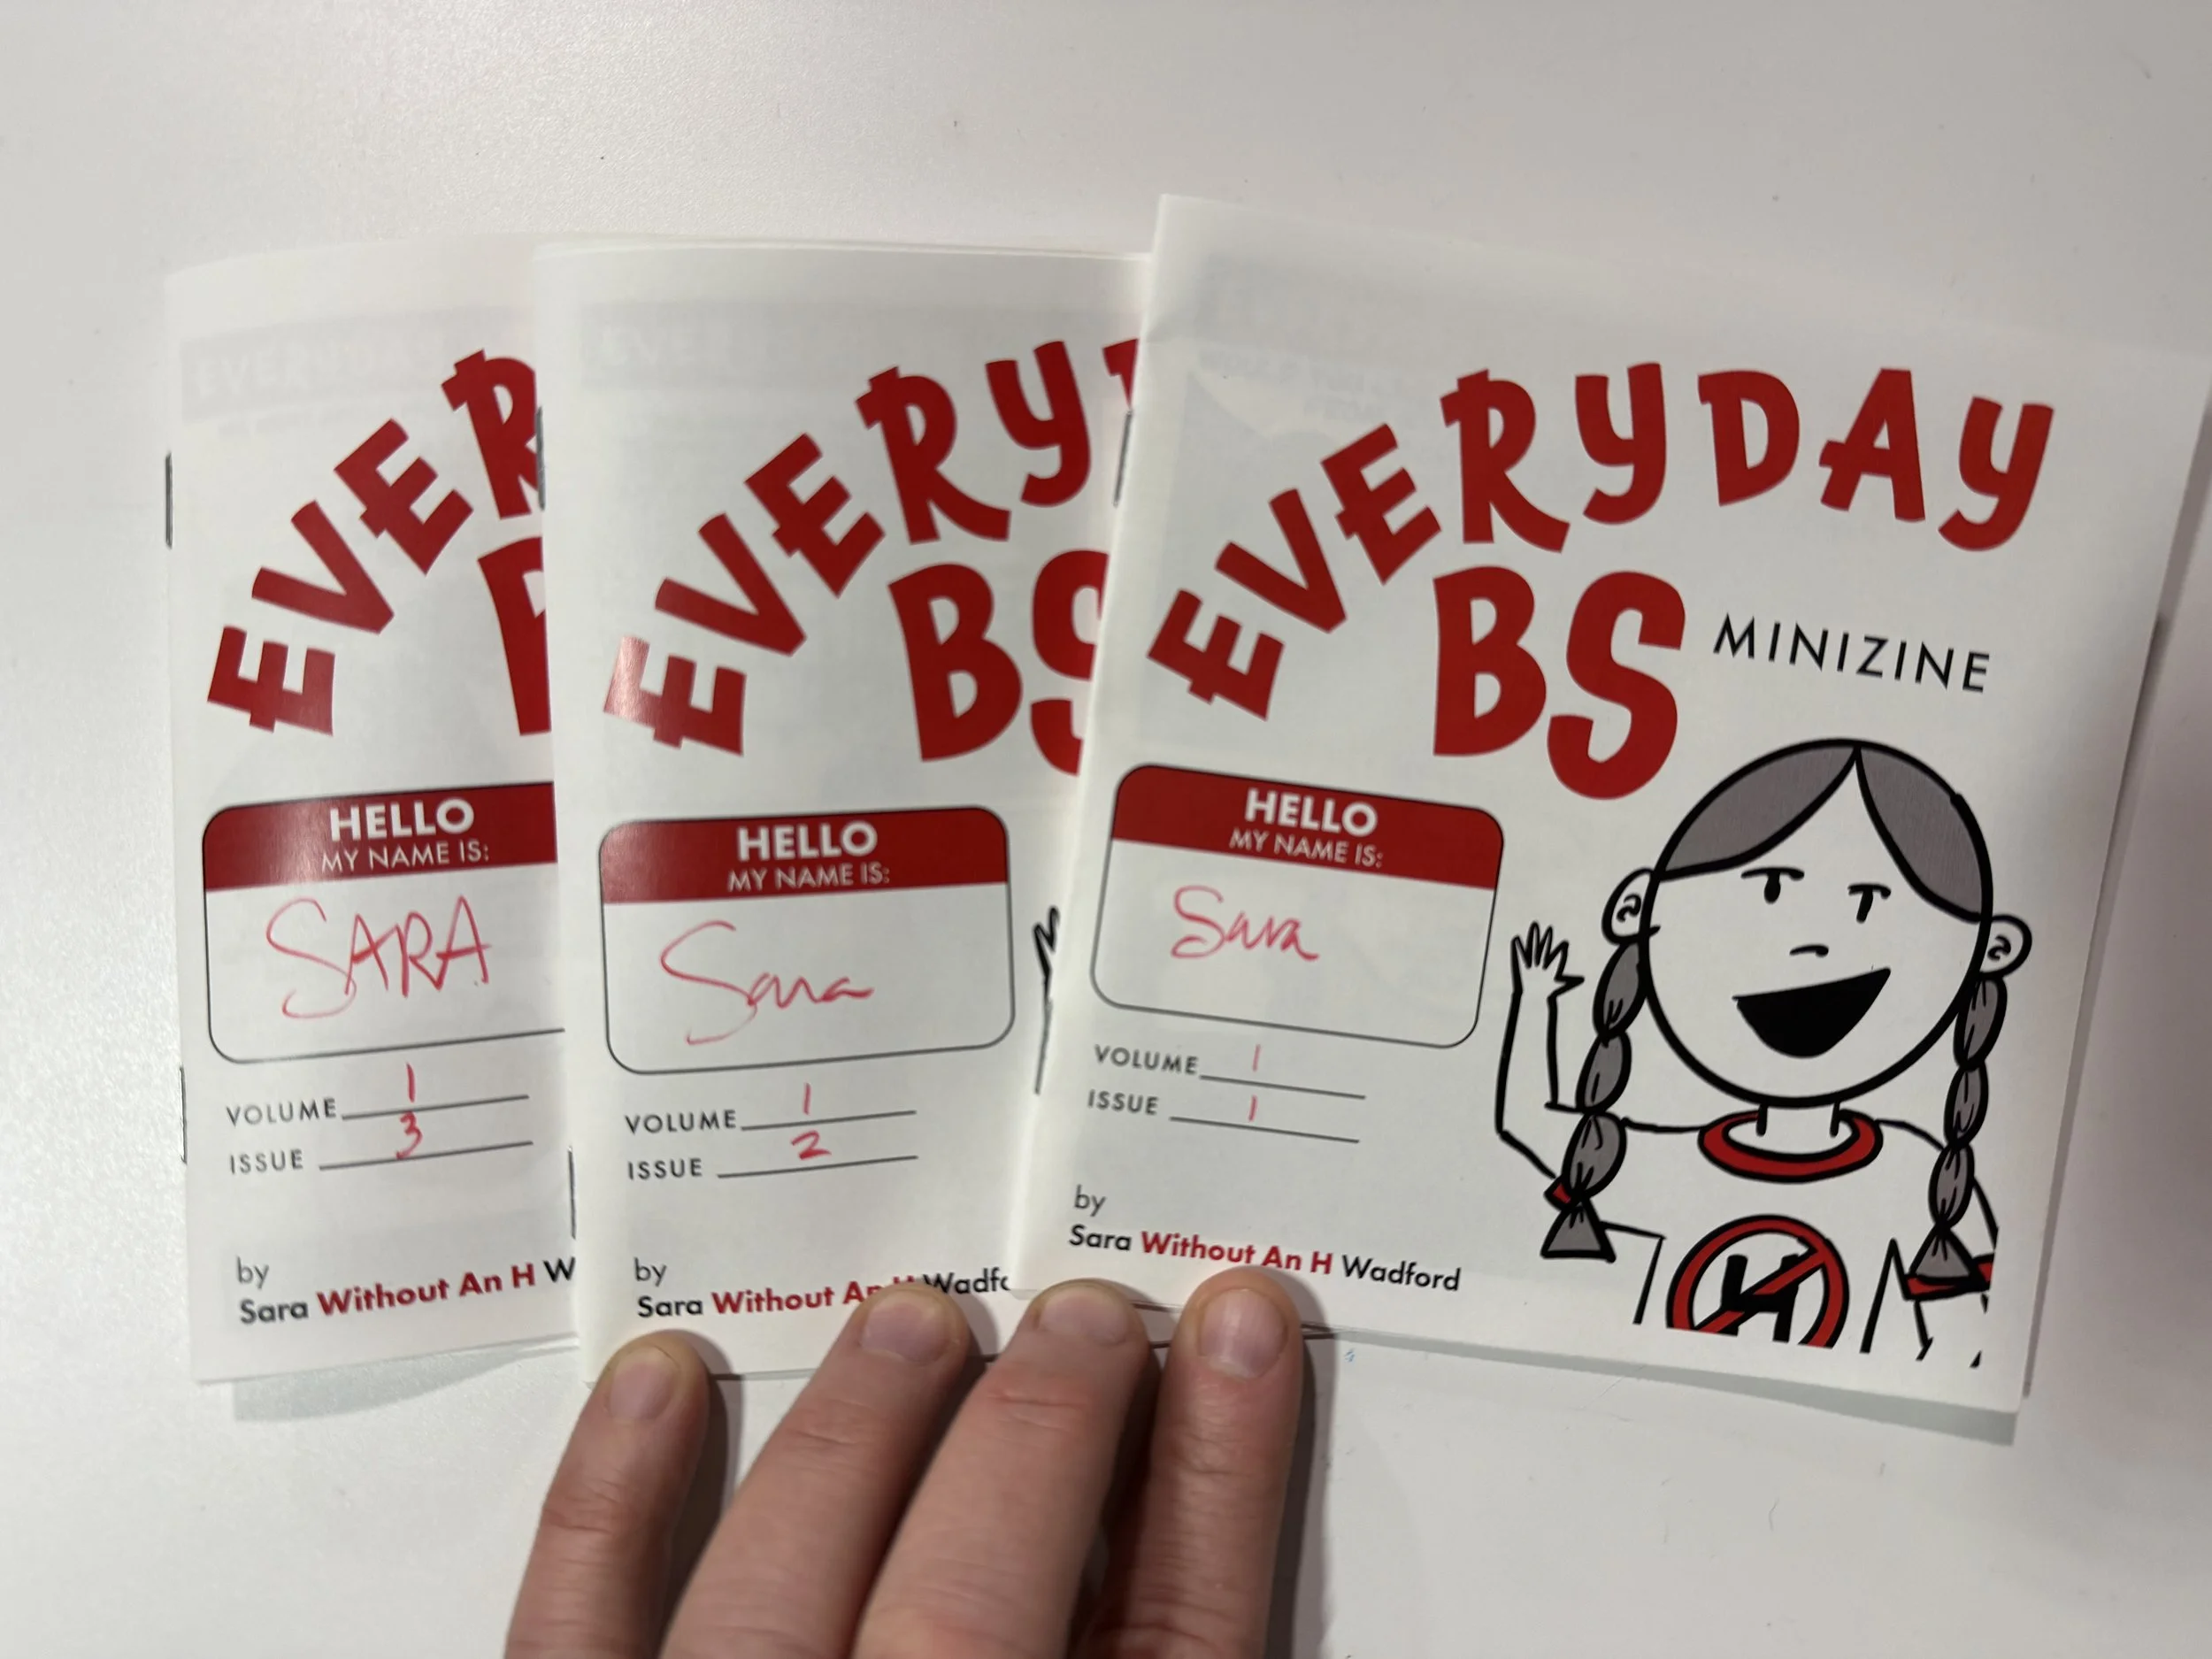 EVER
HELLO
MY NAME IS:
SARA
VOLUME 1
ISSUE 3
by
Sara Without An H W
EVERY
BS
HELLO
MY NAME IS:
Sara
VOLUME 1
ISSUE 2
by
Sara Without An H Wadfo
EVERYDAY
BS MINIZINE
HELLO
MY NAME IS:
Sara
VOLUME 1
ISSUE 1
by
Sara Without An H Wadford
H